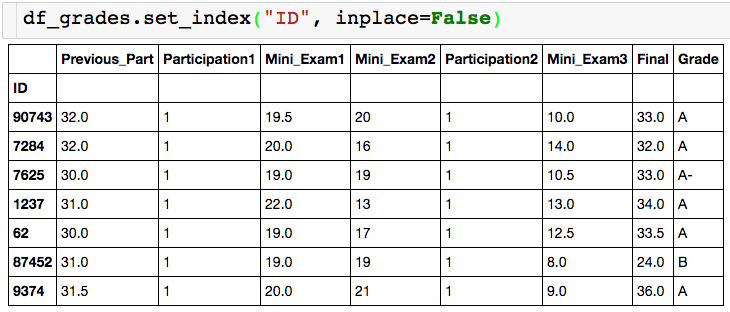 df_grades.set_index("ID", inplace=False)
Previous_Part Participation1 Mini_Exam1 Mini_Exam2 Participation2 Mini_Exam3 Final Grade
ID
90743 32.0 1 19.5 20 1 10.0 33.0 A
7284 32.0 1 20.0 16 1 14.0 32.0 A
7625 30.0 1 19.0 19 1 10.5 33.0 A-
1237 31.0 1 22.0 13 1 13.0 34.0 A
62 30.0 1 19.0 17 1 12.5 33.5 A
87452 31.0 1 19.0 19 1 8.0 24.0 B
9374 31.5 1 20.0 21 1 9.0 36.0 A